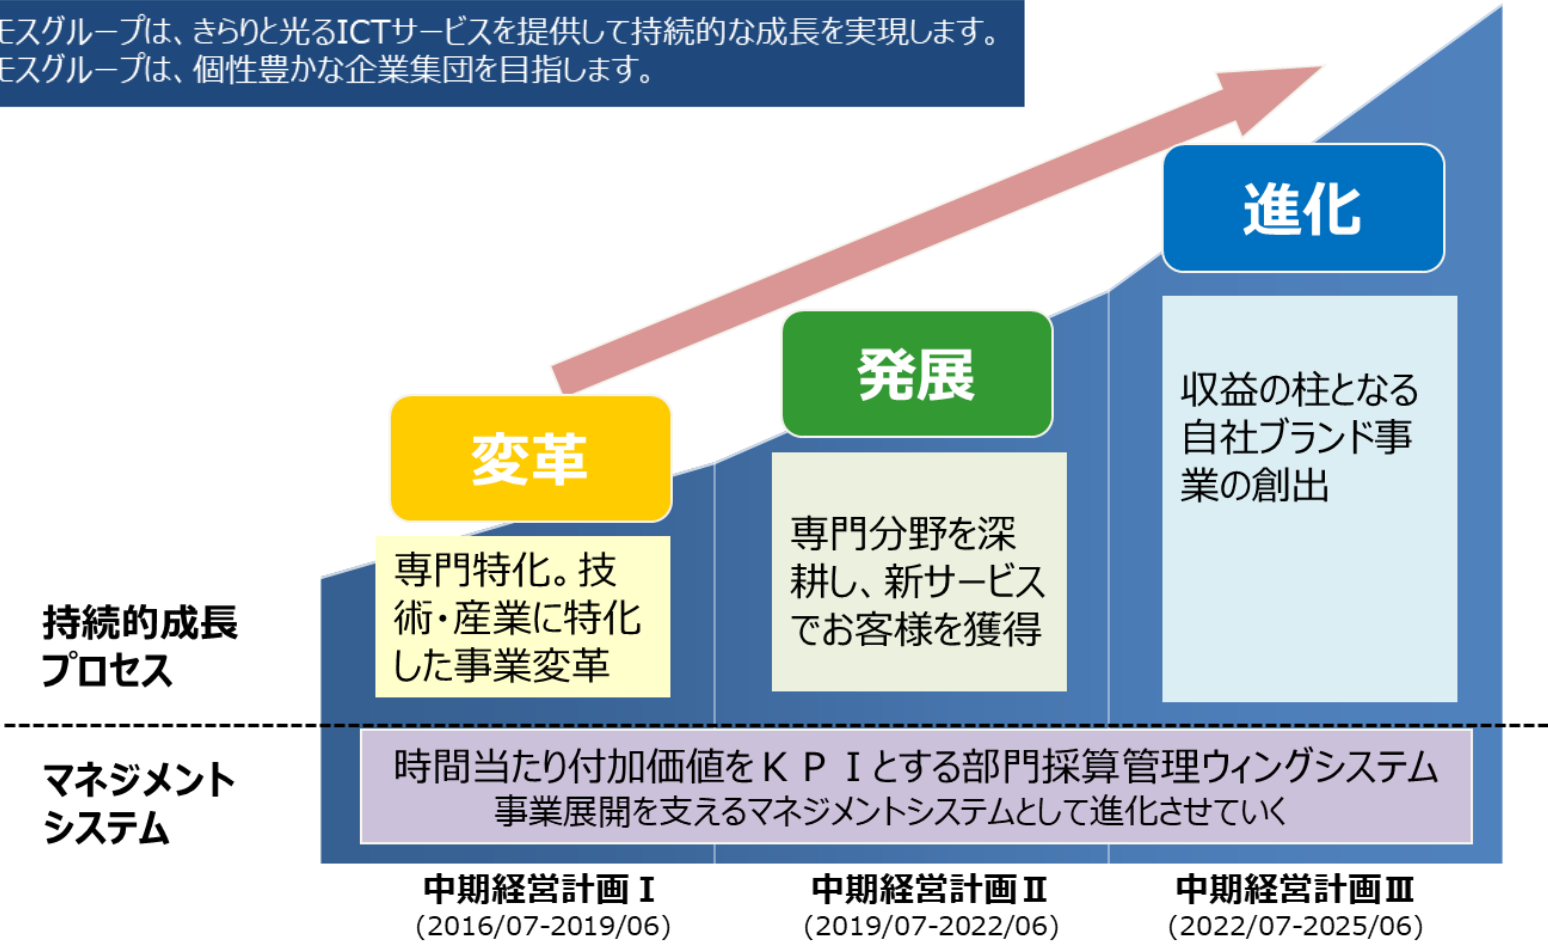 モスグループは、きらりと光るICTサービスを提供して持続的な成長を実現します。
モスグループは、個性豊かな企業集団を目指します。
進化
発展
変革
収益の柱となる
自社ブランド事
業の創出
専門分野を深
耕し、新サービス
でお客様を獲得
専門特化。技
術・産業に特化
した事業変革
持続的成長
プロセス
マネジメント
システム
時間当たり付加価値をＫＰＩとする部門採算管理ウィングシステム
事業展開を支えるマネジメントシステムとして進化させていく
中期経営計画Ⅰ
(2016/07-2019/06)
中期経営計画Ⅱ
(2019/07-2022/06)
中期経営計画Ⅲ
(2022/07-2025/06)